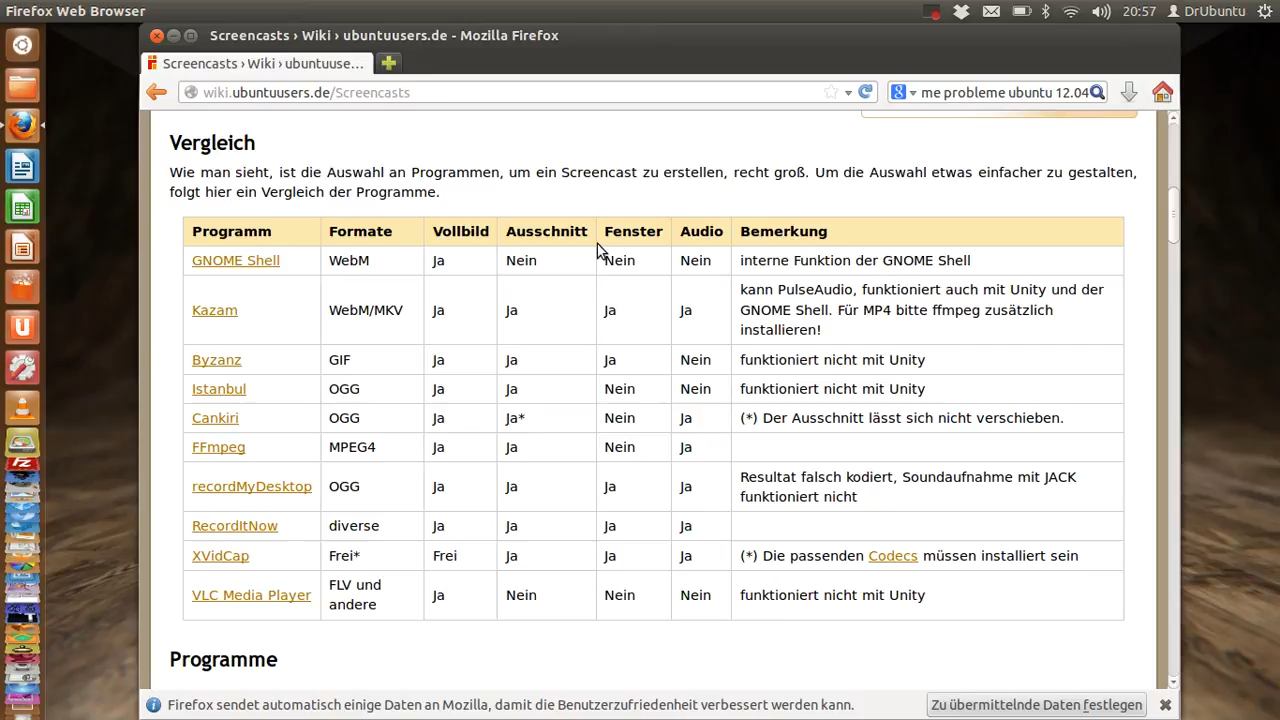 Firefox Web Browser
20:57
DrUbuntu
Screencasts › Wiki › ubuntuusers.de - Mozilla Firefox
Screencasts › Wiki › ubuntuuse...
wiki.ubuntuusers.de/Screencasts
me probleme ubuntu 12.04
Vergleich
Wie man sieht, ist die Auswahl an Programmen, um ein Screencast zu erstellen, recht groß. Um die Auswahl etwas einfacher zu gestalten,
folgt hier ein Vergleich der Programme.
Programm Formate Vollbild Ausschnitt Fenster Audio Bemerkung
GNOME Shell WebM Ja Nein Nein Nein interne Funktion der GNOME Shell
kann PulseAudio, funktioniert auch mit Unity und der
Kazam WebM/MKV Ja Ja Ja Ja GNOME Shell. Für MP4 bitte ffmpeg zusätzlich
installieren!
Byzanz GIF Ja Ja Ja Nein funktioniert nicht mit Unity
Istanbul OGG Ja Ja Nein Nein funktioniert nicht mit Unity
Cankiri OGG Ja Ja* Nein Ja (*) Der Ausschnitt lässt sich nicht verschieben.
FFmpeg MPEG4 Ja Ja Nein Ja
recordMyDesktop OGG Ja Ja Ja Ja Resultat falsch kodiert, Soundaufnahme mit JACK
funktioniert nicht
RecordItNow diverse Ja Ja Ja Ja
XVidCap Frei* Frei Ja Ja Ja (*) Die passenden Codecs müssen installiert sein
VLC Media Player FLV und andere Ja Nein Nein Nein funktioniert nicht mit Unity
Programme
Firefox sendet automatisch einige Daten an Mozilla, damit die Benutzerzufriedenheit verbessert werden kann.
Zu übermittelnde Daten festlegen